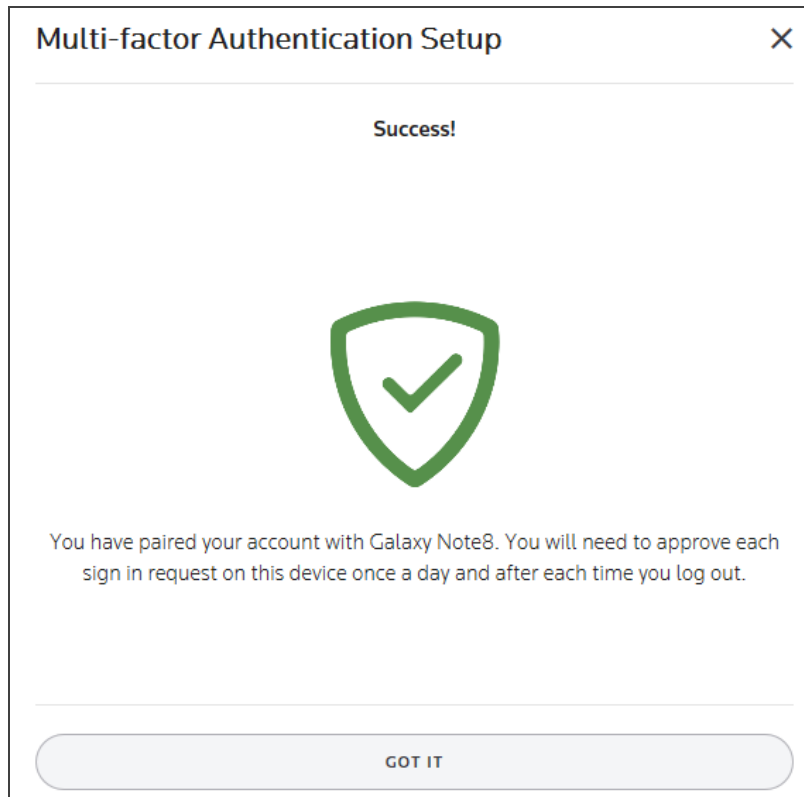 Multi-factor Authentication Setup
Success!
You have paired your account with Galaxy Note8. You will need to approve each
sign in request on this device once a day and after each time you log out.
GOT IT